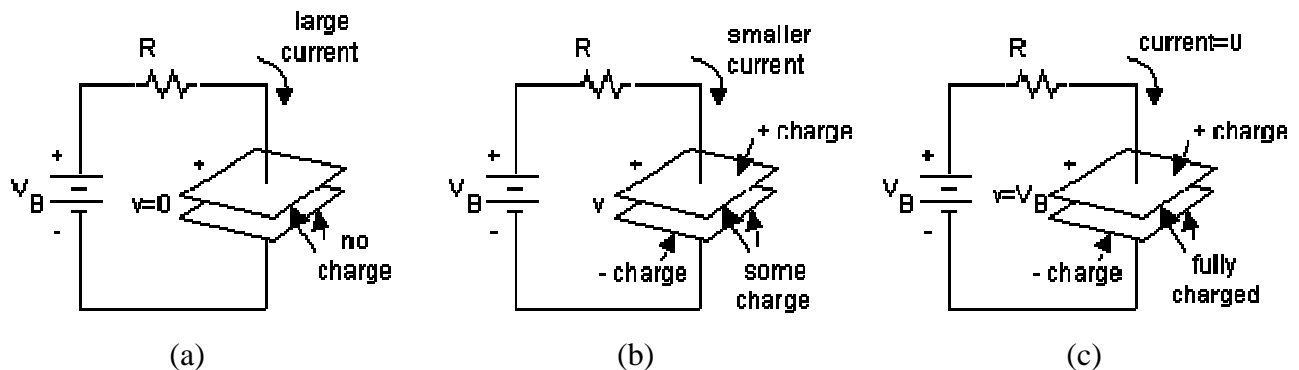 large
current
R
+
+
V
B
v=0
-
no
charge
(a)
smaller
current
R
+ charge
+
+
V
B
v
-
- charge
some
charge
(b)
current=0
R
+ charge
+
+
V
B
v=V
B
-
- charge
fully
charged
(c)